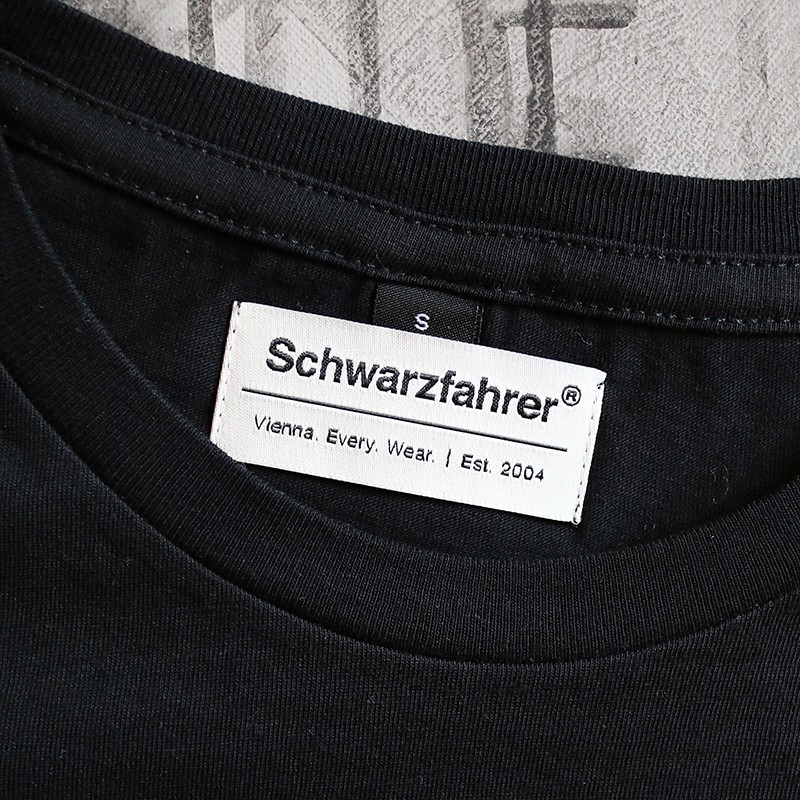 S
Schwarzfahrer®
Vienna. Every. Wear. | Est. 2004